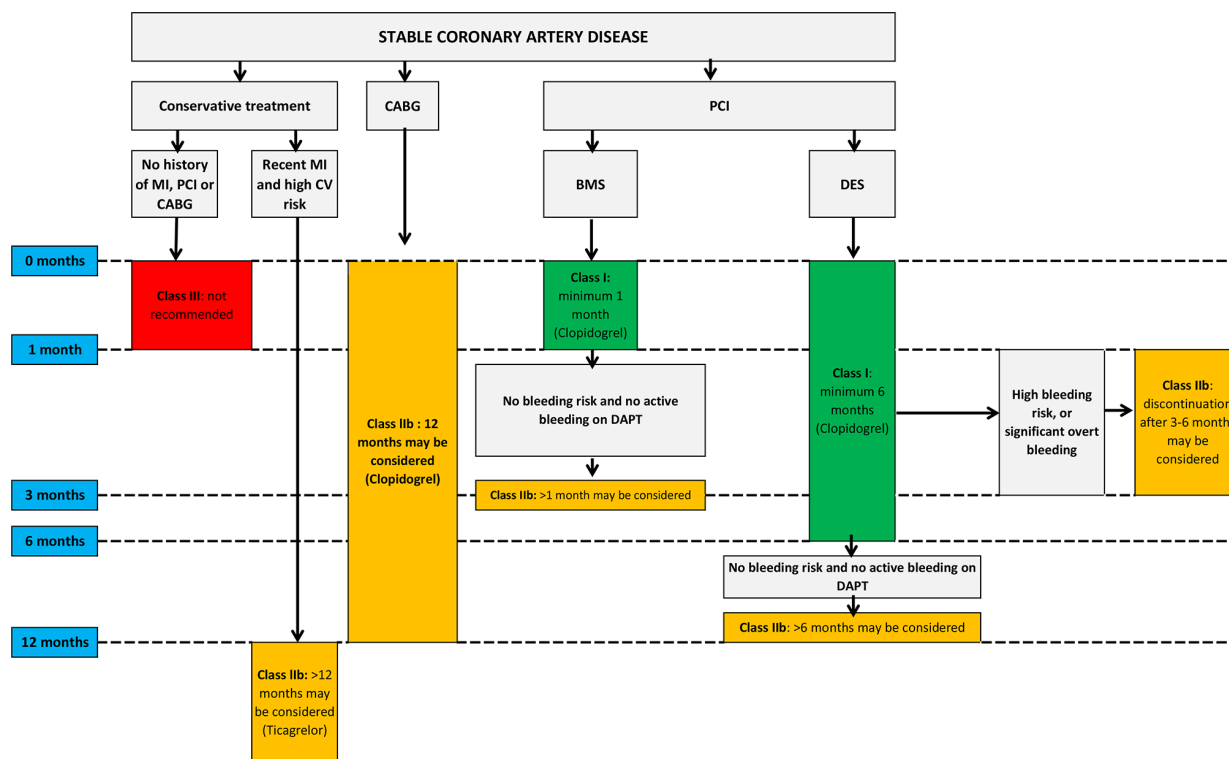 STABLE CORONARY ARTERY DISEASE
Conservative treatment
CABG
PCI
No history
of MI, PCI or
CABG
Recent MI
and high CV
risk
BMS
DES
0 months
Class III: not
recommended
Class I:
minimum 1
month
(Clopidogrel)
1 month
Class I:
minimum 6
months
(Clopidogrel)
No bleeding risk and no active
bleeding on DAPT
High bleeding
risk, or
significant overt
bleeding
Class IIb:
discontinuation
after 3-6 month
may be
considered
Class IIb : 12
months may be
considered
(Clopidogrel)
3 months
Class IIb: >1 month may be considered
6 months
No bleeding risk and no active bleeding on
DAPT
Class IIb: >6 months may be considered
12 months
Class IIb: >12
months may
be considered
(Ticagrelor)